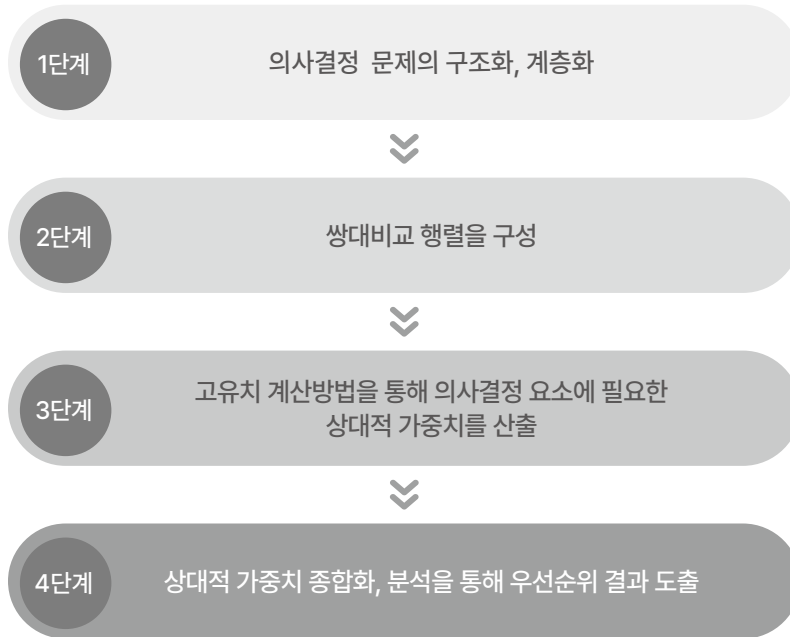 1단계
의사결정 문제의 구조화, 계층화
2단계
쌍대비교 행렬을 구성
3단계
고유치 계산방법을 통해 의사결정 요소에 필요한
상대적 가중치를 산출
4단계
상대적 가중치 종합화, 분석을 통해 우선순위 결과 도출